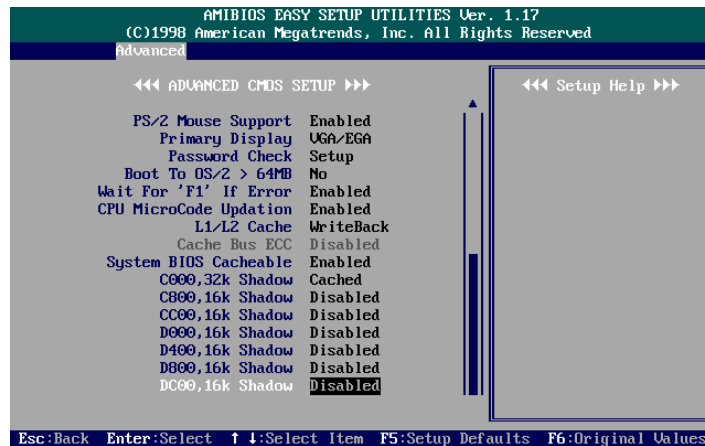 AMIBIOS EASY SETUP UTILITIES Ver. 1.17
(C)1998 American Megatrends, Inc. All Rights Reserved
Advanced
ADVANCED CMOS SETUP
Setup Help
PS/2 Mouse Support Enabled
Primary Display VGA/EGA
Password Check Setup
Boot To OS/2 > 64MB No
Wait For 'F1' If Error Enabled
CPU MicroCode Updation Enabled
L1/L2 Cache WriteBack
Cache Bus ECC Disabled
System BIOS Cacheable Enabled
C000,32k Shadow Cached
C800,16k Shadow Disabled
CC00,16k Shadow Disabled
D000,16k Shadow Disabled
D400,16k Shadow Disabled
D800,16k Shadow Disabled
DC00,16k Shadow Disabled
Esc:Back Enter:Select ↑ ↓:Select Item F5:Setup Defaults F6:Original Values